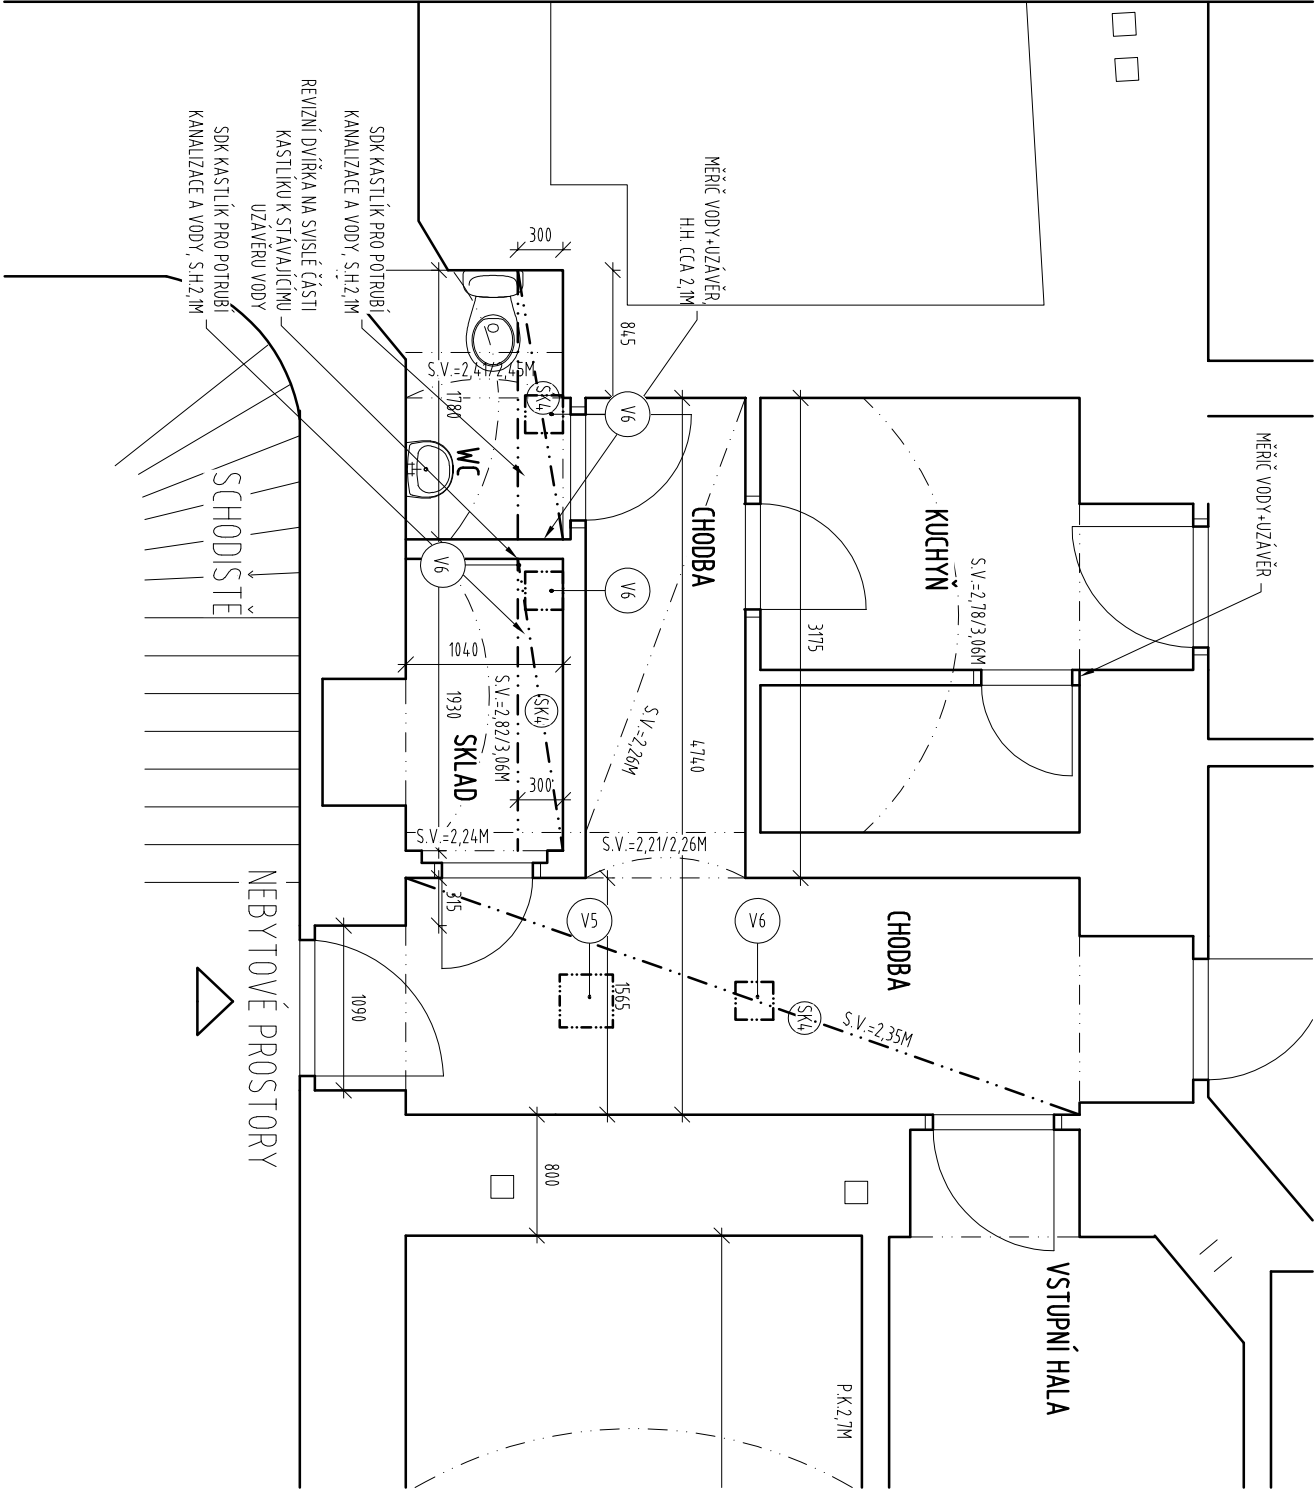 SDK KASTLÍK PRO POTRUBÍ
KANALIZACE A VODY, S.H.2,1M
REVIZNÍ DVÍŘKA NA SVISLÉ ČÁSTI
KASTLÍKU K STÁVAJÍCÍMU
UZÁVĚRU VODY
SDK KASTLÍK PRO POTRUBÍ
KANALIZACE A VODY, S.H.2,1M
MĚŘIČ VODY+UZÁVĚR,
H.H. CCA 2,1M
MĚŘIČ VODY+UZÁVĚR
300
845
S.V.=2,41/2,45M
1780
SK4
V6
WC
CHODBA
KUCHYŇ
S.V.=2,78/3,06M
SCHODISTĚ
V6
V6
3175
1040
1930
S.V.=2,82/3,06M
SK4
SKLAD
300
S.V.=2,26M
4740
S.V.=2,24M
S.V.=2,21/2,26M
315
V5
V6
CHODBA
1565
SK4
S.V.=2,35M
1090
NEBYTOVÉ PROSTORY
800
VSTUPNÍ HALA
P.K.2,7M